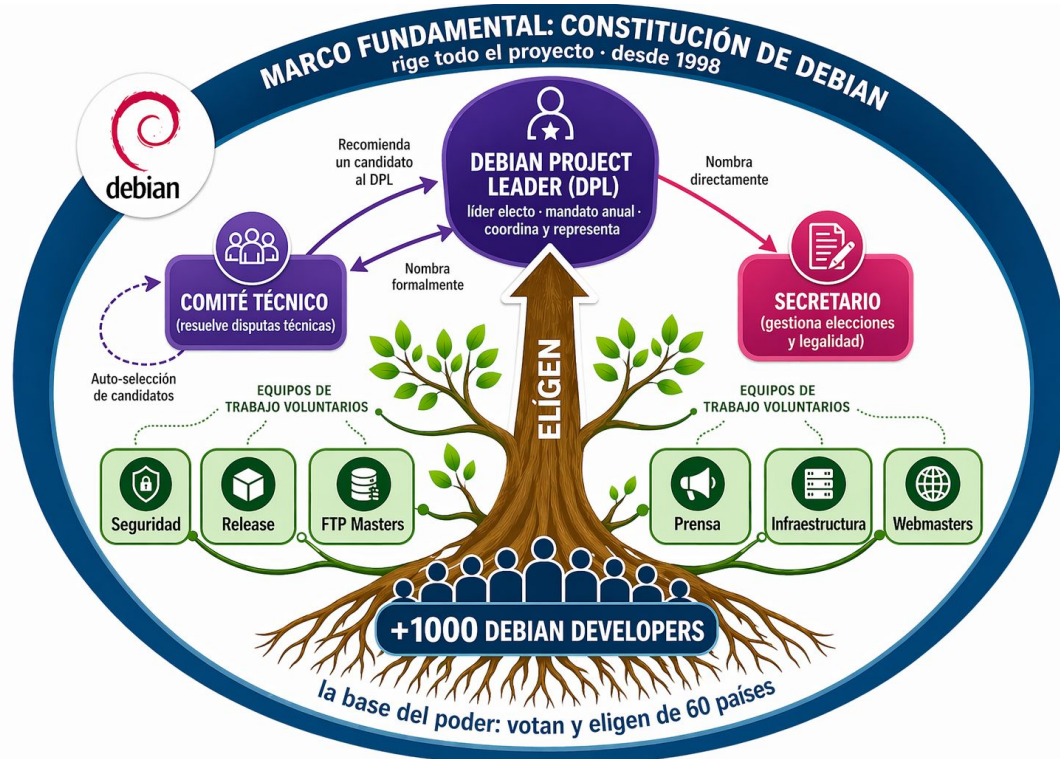 MARCO FUNDAMENTAL: CONSTITUCIÓN DE DEBIAN
rige todo el proyecto · desde 1998
debian
Recomienda
un candidato
al DPL
DEBIAN PROJECT
LEADER (DPL)
líder electo · mandato anual ·
coordina y representa
Nombra
directamente
Nombra
formalmente
COMITÉ TÉCNICO
(resuelve disputas técnicas)
SECRETARIO
(gestiona elecciones
y legalidad)
Auto-selección
de candidatos
ELÍGEN
EQUIPOS DE
TRABAJO VOLUNTARIOS
EQUIPOS DE
TRABAJO VOLUNTARIOS
Seguridad
Release
FTP Masters
Prensa
Infraestructura
Webmasters
+1000 DEBIAN DEVELOPERS
la base del poder: votan y eligen de 60 países